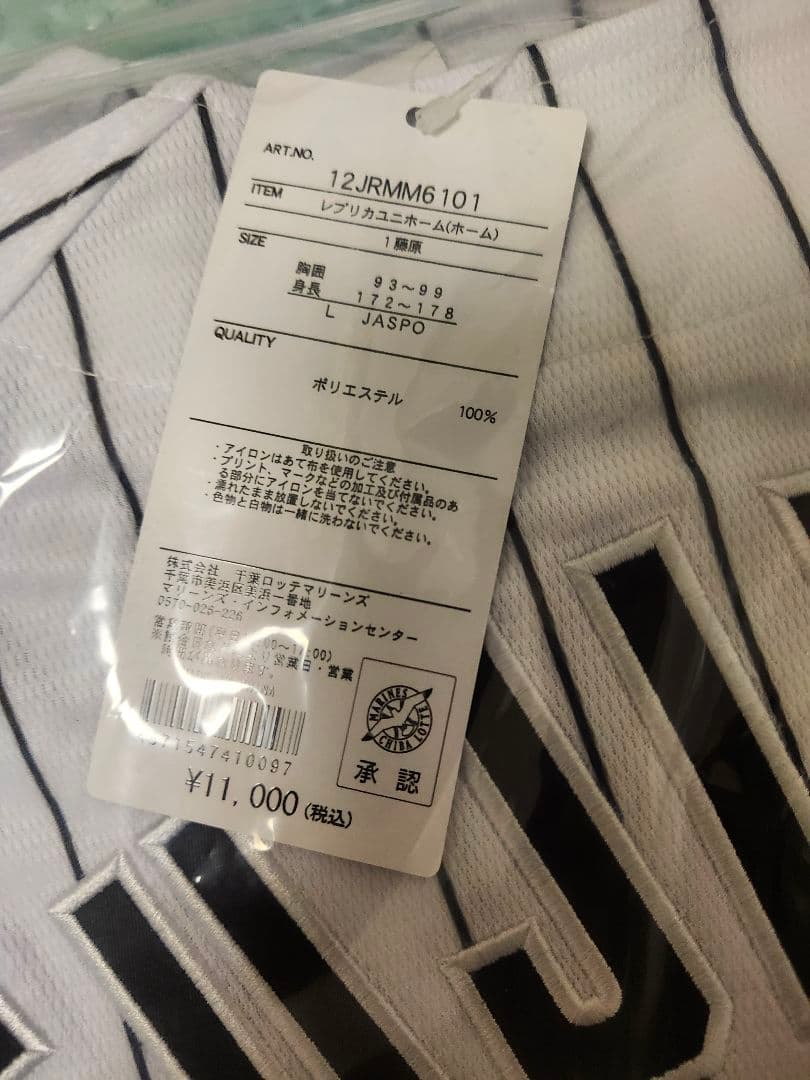 ART.NO.
12JRMM6101
ITEM
レプリカユニホーム(ホーム)
1藤原
SIZE
胸囲 93～99
身長 172～178
L JASPO
QUALITY
ポリエステル 100%
取り扱いのご注意
・アイロンはあて布を使用してください。
・プリント、マークなどの加工及び付属品のあ
る部分にアイロンを当てないでください。
・濡れたまま放置しないでください。
・色物と白物は一緒に洗わないでください。
株式会社 千葉ロッテマリーンズ
千葉市美浜区美浜一番地
マリーンズ・インフォメーションセンター
0570-026-226
営業日・営業
547410097
¥11,000(税込)
MARINES
CHIBA LOTTE
承認